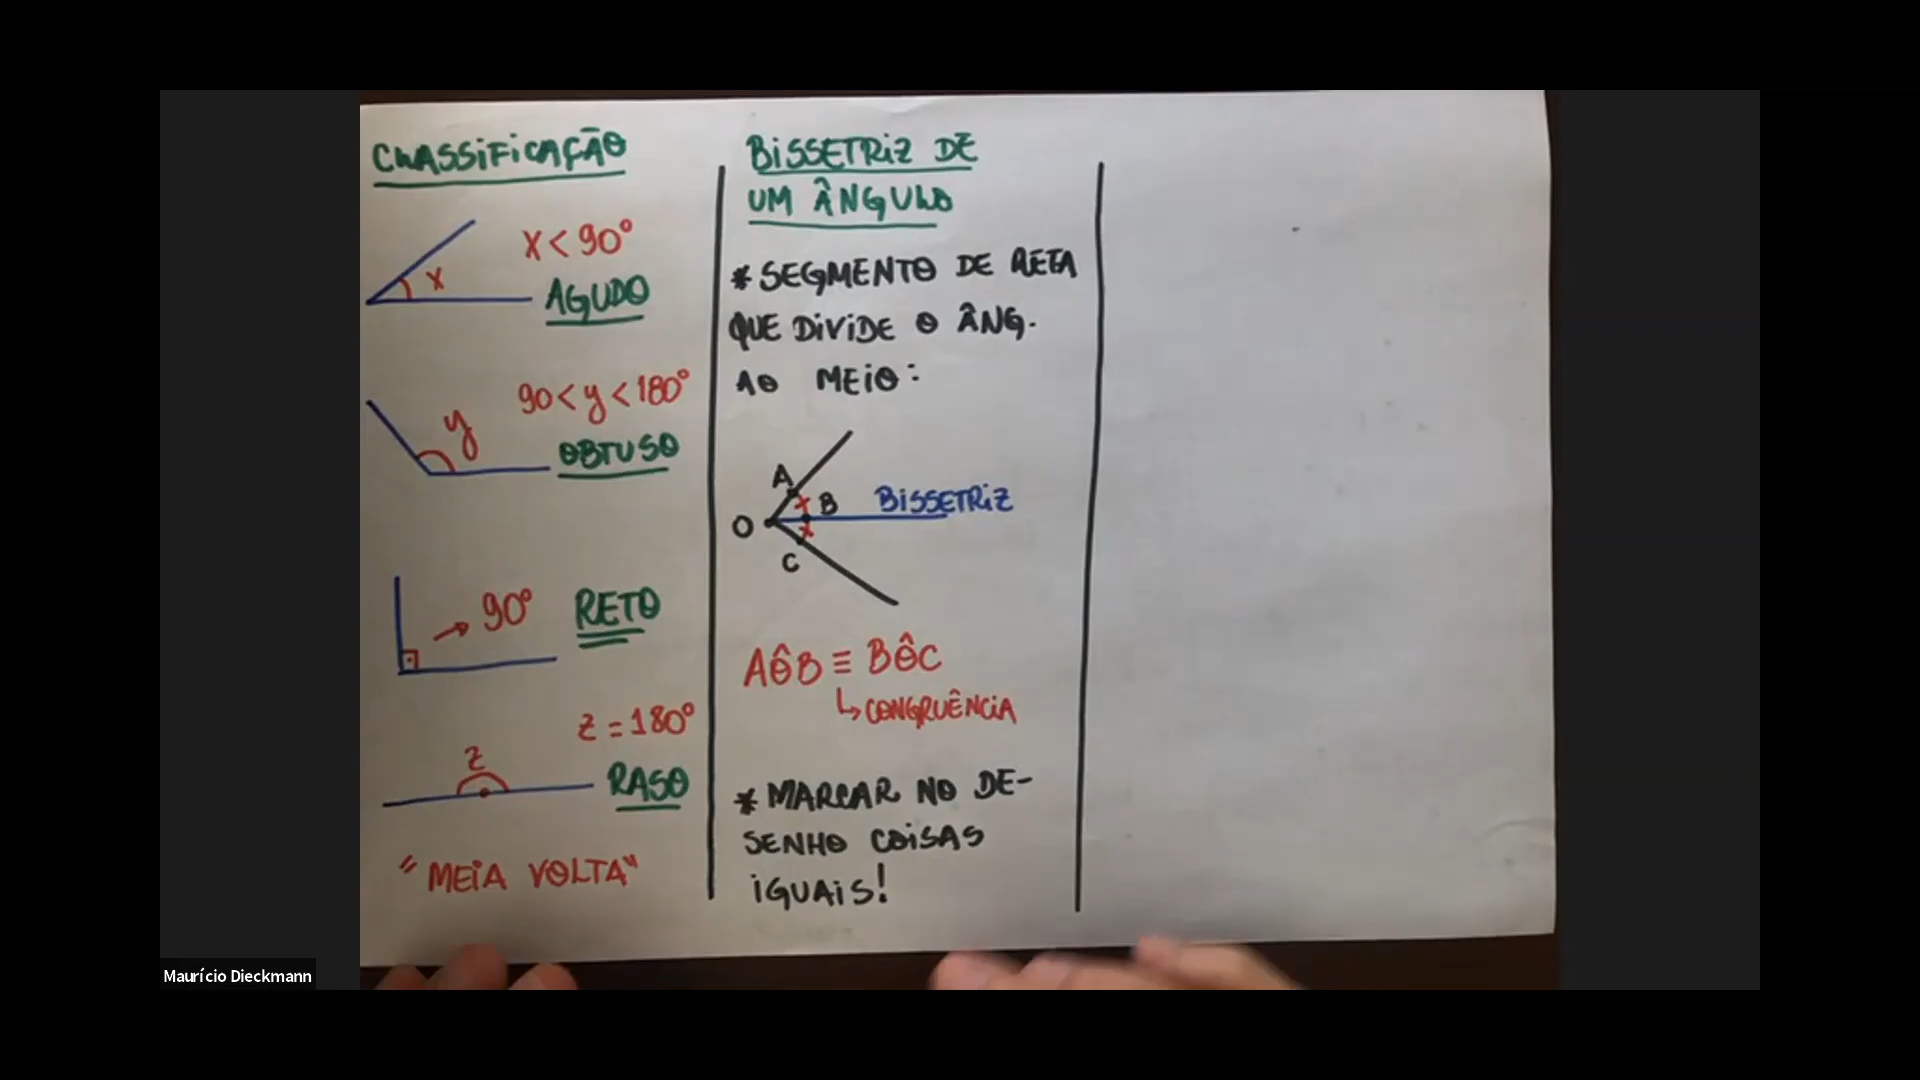 CLASSIFICAÇÃO
x < 90°
x
AGUDO
90 < y < 180°
y
OBTUSO
90°
RETO
z = 180°
z
RASO
"MEIA VOLTA"
BISSETRIZ DE
UM ÂNGULO
* SEGMENTO DE RETA
QUE DIVIDE O ÂNG.
AO MEIO:
A
B
BISSETRIZ
O
C
AÔB ≡ BÔC
↳ CONGRUÊNCIA
* MARCAR NO DE-
SENHO COISAS
IGUAIS!
Maurício Dieckmann